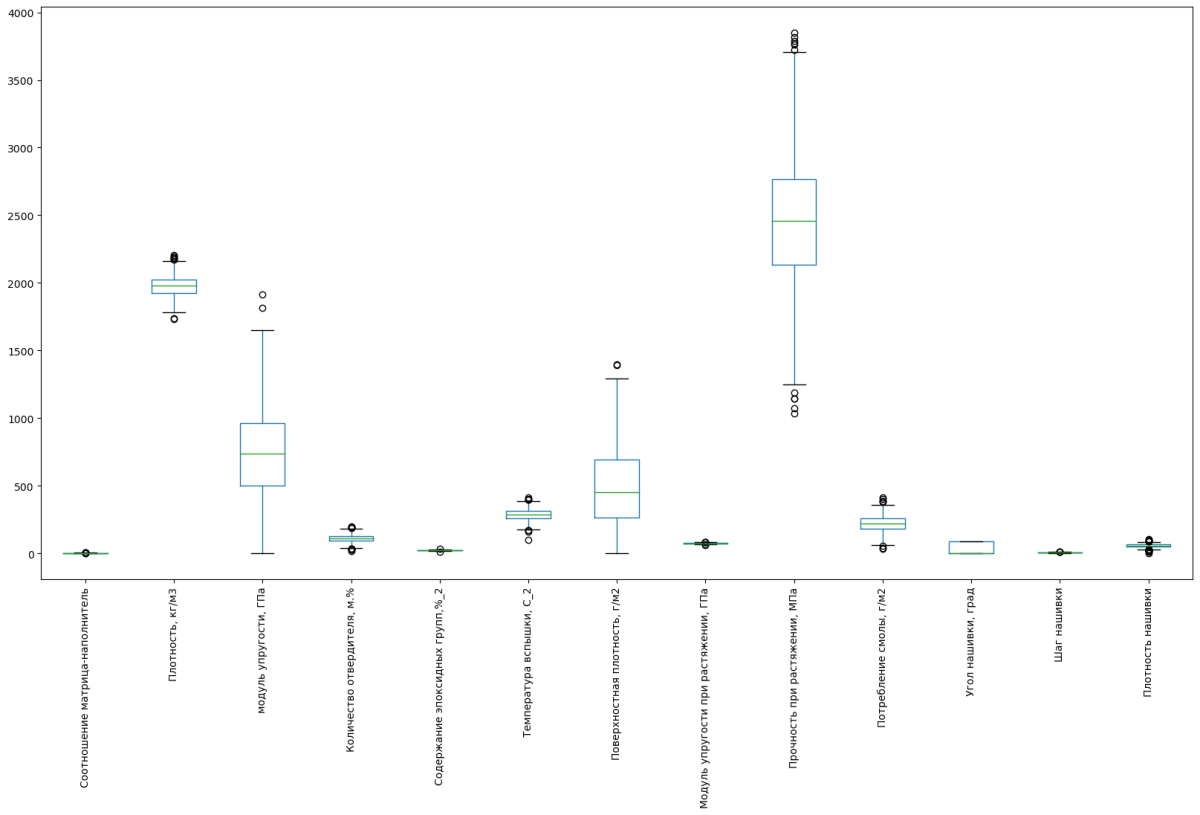 4000
3500
3000
2500
2000
1500
1000
500
0
Соотношение матрица-наполнитель
Плотность, кг/м3
модуль упругости, ГПа
Количество отвердителя, м.%
Содержание эпоксидных групп,%_2
Температура вспышки, С_2
Поверхностная плотность, г/м2
Модуль упругости при растяжении, ГПа
Прочность при растяжении, МПа
Потребление смолы, г/м2
Угол нашивки, град
Шаг нашивки
Плотность нашивки